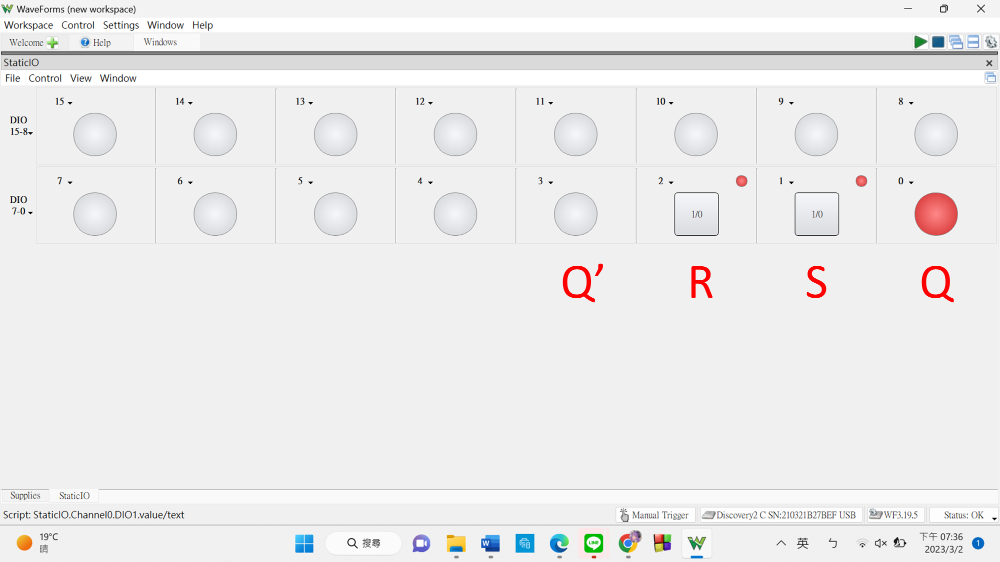 WaveForms (new workspace)
Workspace Control Settings Window Help
Welcome Help Windows
StaticIO
File Control View Window
DIO 15-8
15 14 13 12 11 10 9 8
DIO 7-0
7 6 5 4 3 2 1 0
1/0 1/0
Q’ R S Q
Supplies StaticIO
Script: StaticIO.Channel0.DIO1.value/text
Manual Trigger Discovery2 C SN:210321B27BEF USB WF3.19.5 Status: OK
19°C
晴
搜尋
LINE
英 ㄅ
下午 07:36
2023/3/2
1